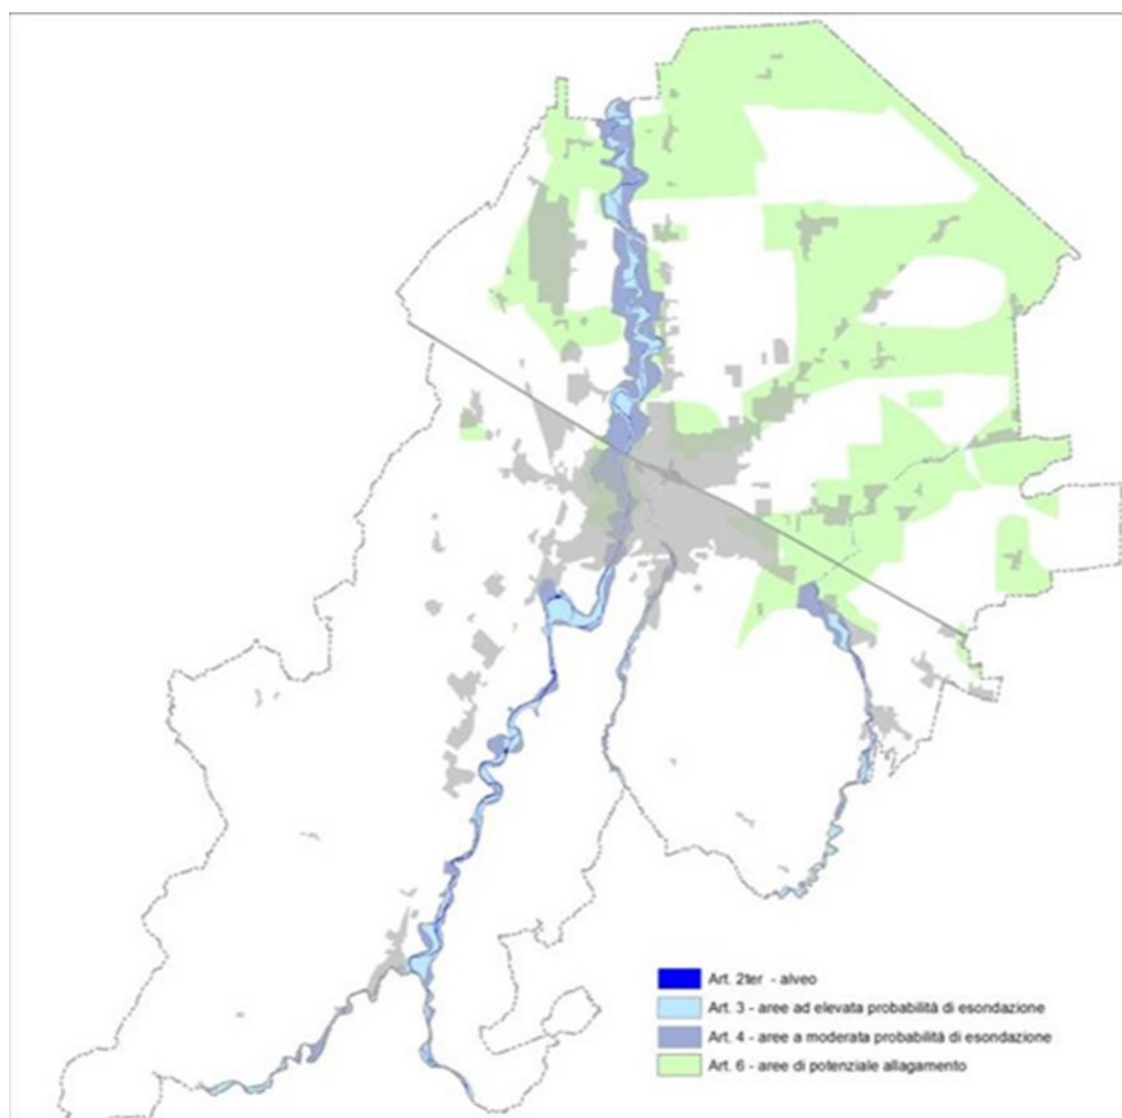 Art. 2ter - alveo
Art. 3 - aree ad elevata probabilità di esondazione
Art. 4 - aree a moderata probabilità di esondazione
Art. 6 - aree di potenziale allagamento